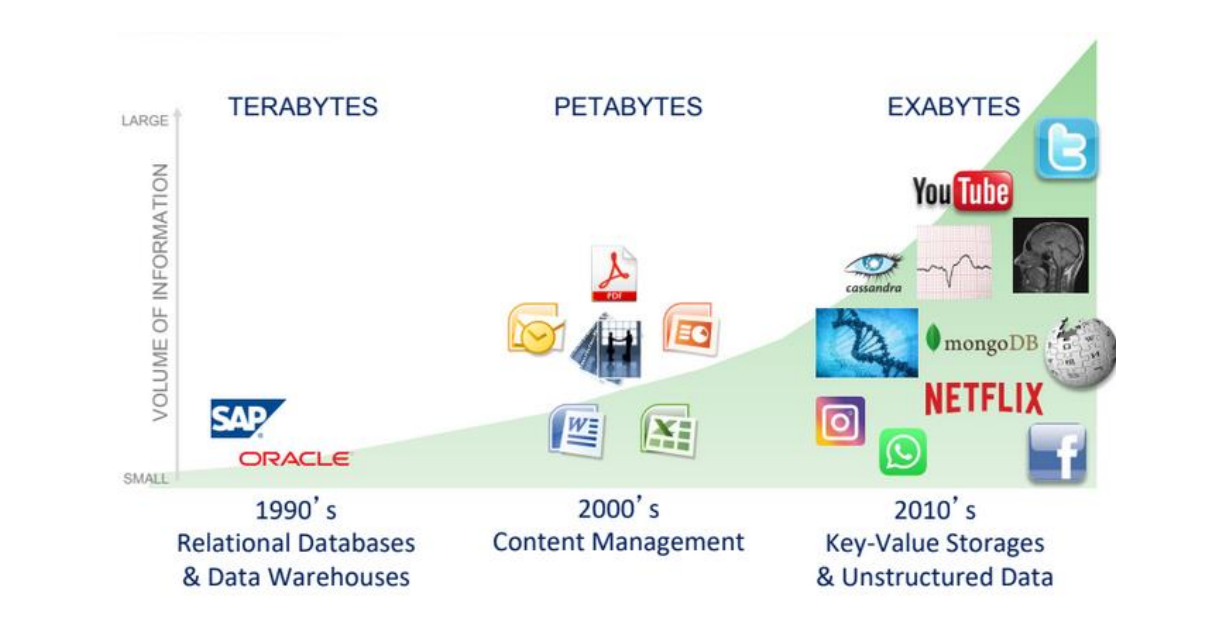 TERABYTES
PETABYTES
EXABYTES
LARGE
VOLUME OF INFORMATION
SMALL
SAP
ORACLE
PDF
YouTube
cassandra
mongoDB
NETFLIX
1990's
Relational Databases
& Data Warehouses
2000's
Content Management
2010's
Key-Value Storages
& Unstructured Data